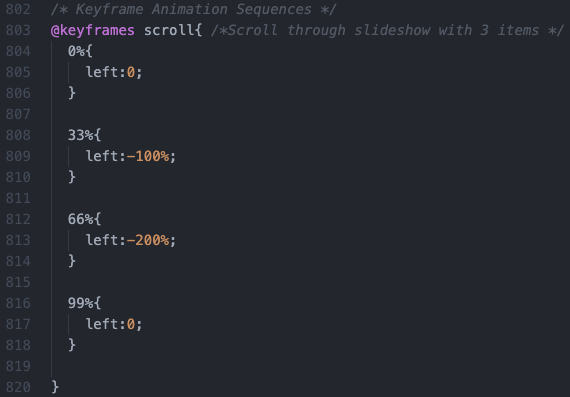 802 /* Keyframe Animation Sequences */
803 @keyframes scroll{ /*Scroll through slideshow with 3 items */
804 0%{
805 left:0;
806 }
807
808 33%{
809 left:-100%;
810 }
811
812 66%{
813 left:-200%;
814 }
815
816 99%{
817 left:0;
818 }
819
820 }